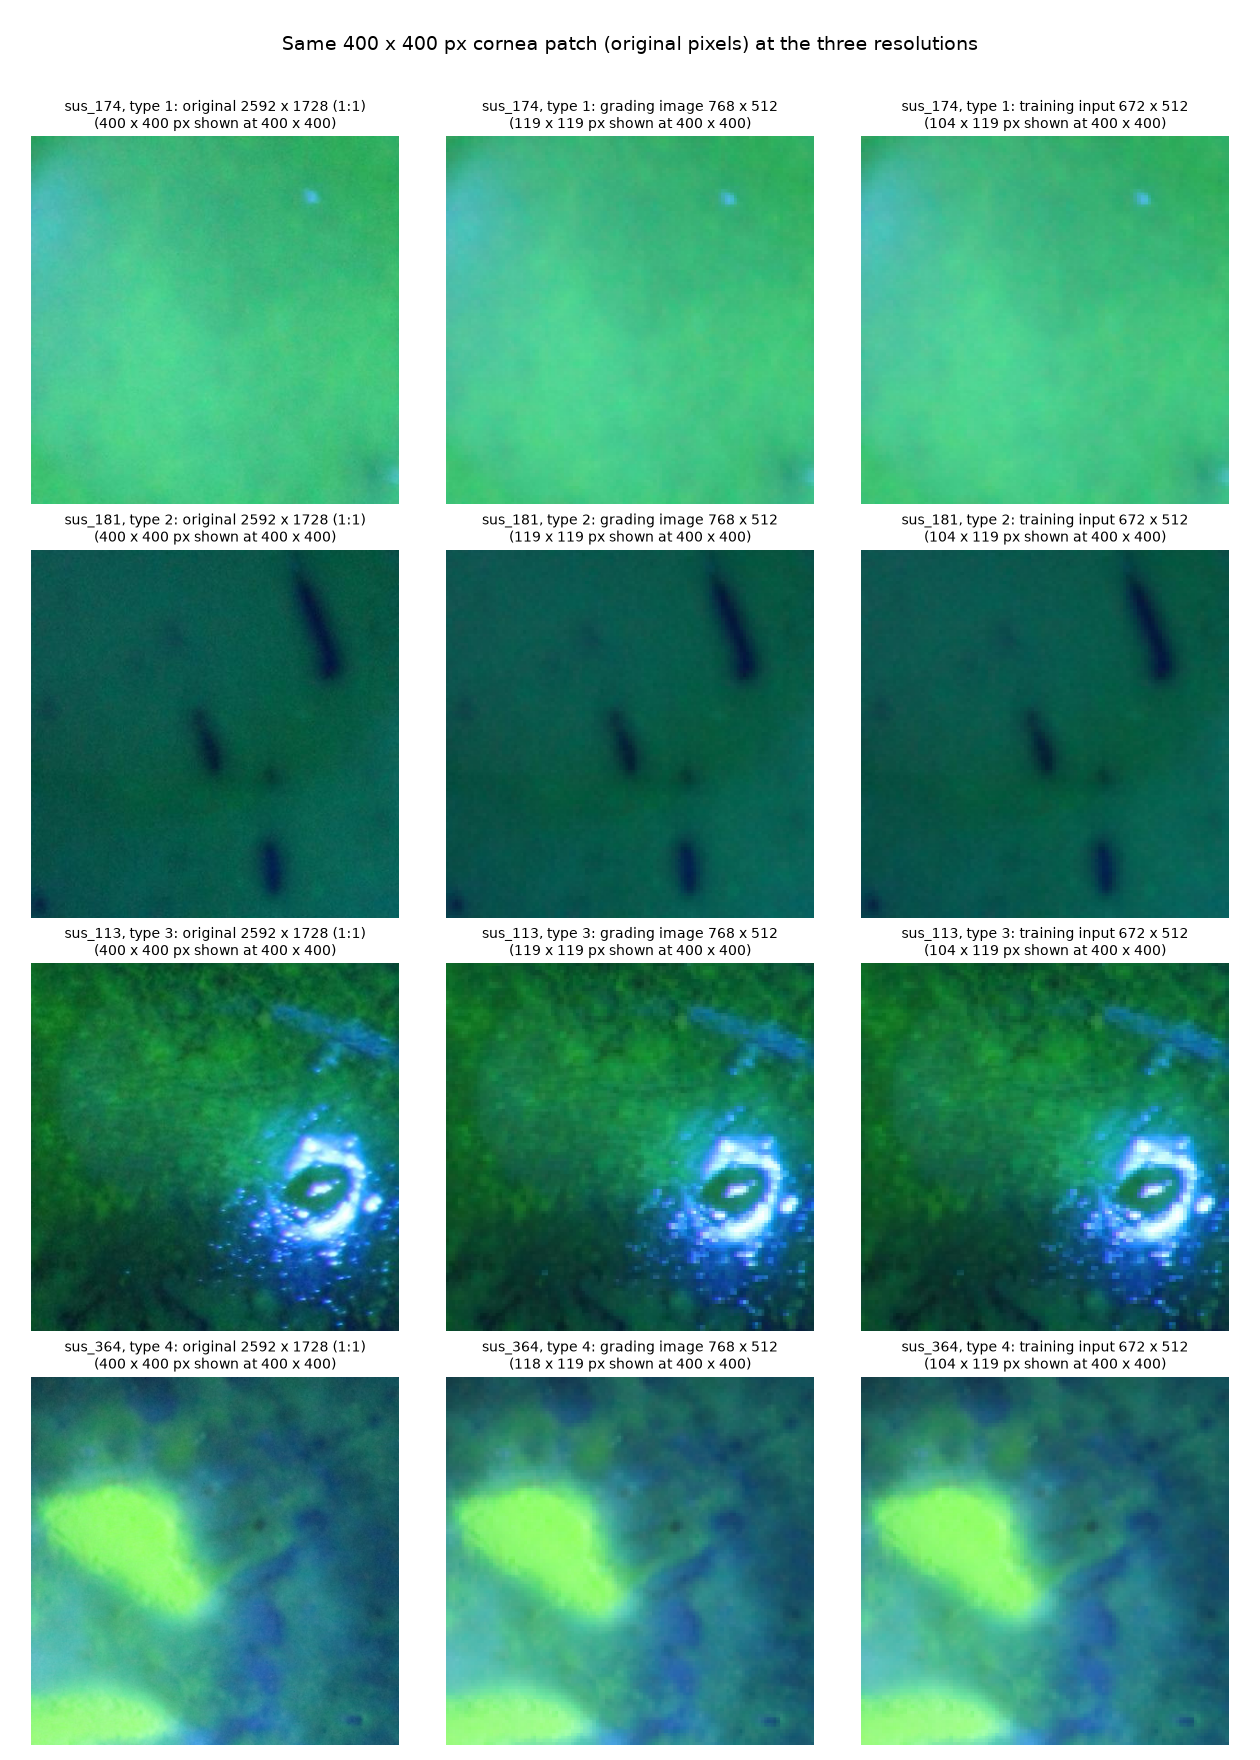 Same 400 x 400 px cornea patch (original pixels) at the three resolutions
sus_174, type 1: original 2592 x 1728 (1:1)
(400 x 400 px shown at 400 x 400)
sus_174, type 1: grading image 768 x 512
(119 x 119 px shown at 400 x 400)
sus_174, type 1: training input 672 x 512
(104 x 119 px shown at 400 x 400)
sus_181, type 2: original 2592 x 1728 (1:1)
(400 x 400 px shown at 400 x 400)
sus_181, type 2: grading image 768 x 512
(119 x 119 px shown at 400 x 400)
sus_181, type 2: training input 672 x 512
(104 x 119 px shown at 400 x 400)
sus_113, type 3: original 2592 x 1728 (1:1)
(400 x 400 px shown at 400 x 400)
sus_113, type 3: grading image 768 x 512
(119 x 119 px shown at 400 x 400)
sus_113, type 3: training input 672 x 512
(104 x 119 px shown at 400 x 400)
sus_364, type 4: original 2592 x 1728 (1:1)
(400 x 400 px shown at 400 x 400)
sus_364, type 4: grading image 768 x 512
(118 x 119 px shown at 400 x 400)
sus_364, type 4: training input 672 x 512
(104 x 119 px shown at 400 x 400)